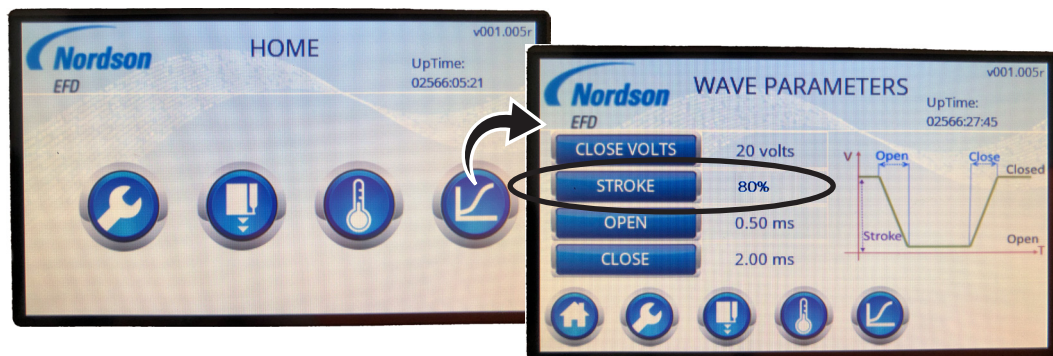 Nordson
EFD
HOME
v001.005r
UpTime:
02566:05:21
Nordson
EFD
WAVE PARAMETERS
v001.005r
UpTime:
02566:27:45
CLOSE VOLTS 20 volts
STROKE 80%
OPEN 0.50 ms
CLOSE 2.00 ms
V Open Close
Closed
Stroke
Open
T